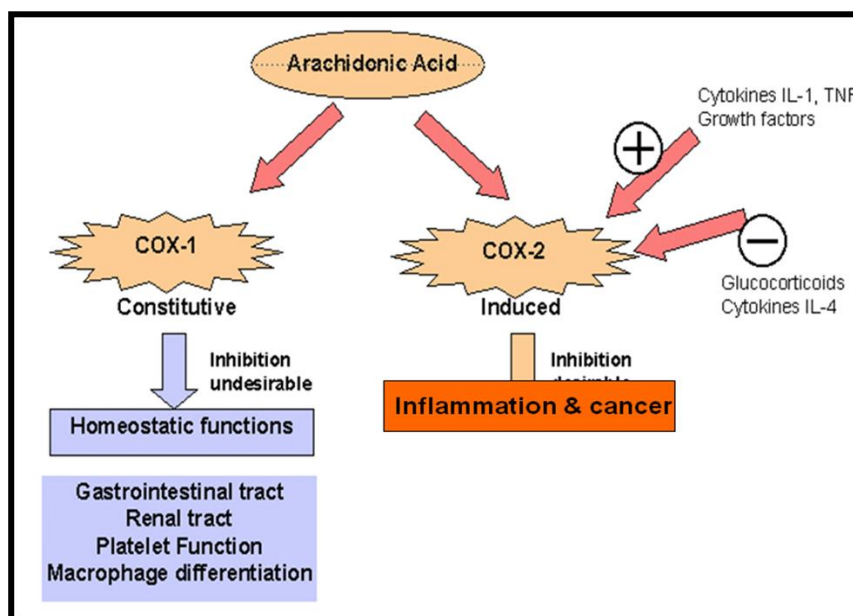 Arachidonic Acid
Cytokines IL-1, TNF
Growth factors
+
COX-1
COX-2
−
Constitutive
Induced
Glucocorticoids
Cytokines IL-4
Inhibition
undesirable
Inhibition
Inflammation & cancer
Homeostatic functions
Gastrointestinal tract
Renal tract
Platelet Function
Macrophage differentiation